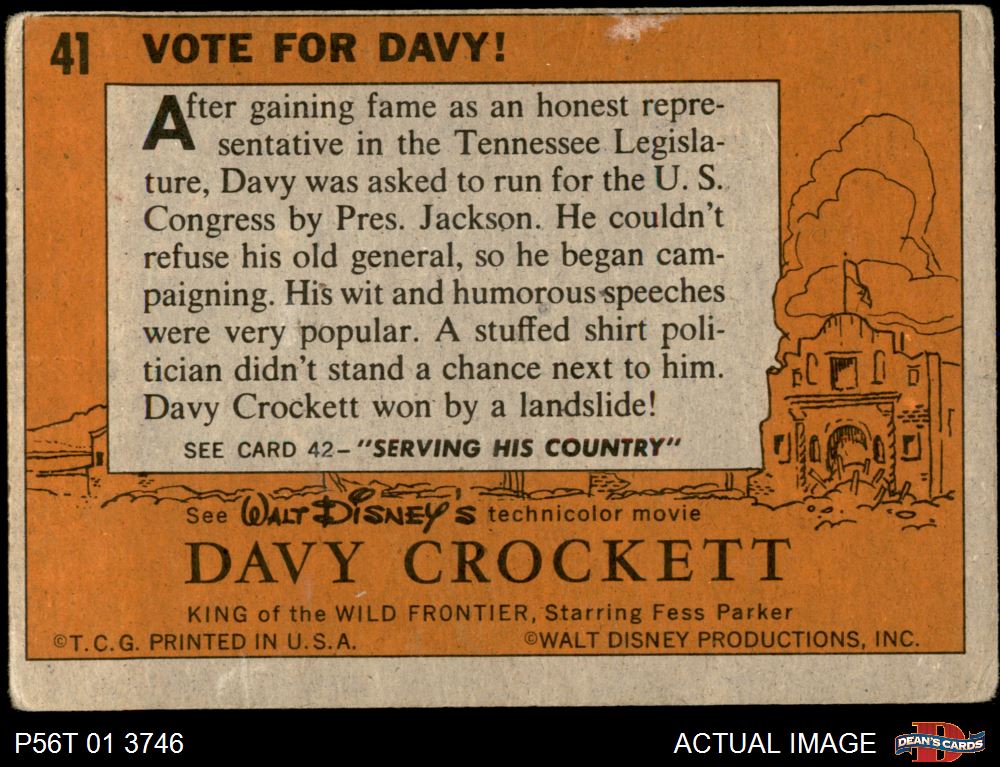 41 VOTE FOR DAVY!
After gaining fame as an honest repre-
sentative in the Tennessee Legisla-
ture, Davy was asked to run for the U. S.
Congress by Pres. Jackson. He couldn't
refuse his old general, so he began cam-
paigning. His wit and humorous speeches
were very popular. A stuffed shirt poli-
tician didn't stand a chance next to him.
Davy Crockett won by a landslide!
SEE CARD 42–"SERVING HIS COUNTRY"
See WALT DISNEY'S technicolor movie
DAVY CROCKETT
KING of the WILD FRONTIER, Starring Fess Parker
©T.C.G. PRINTED IN U.S.A. ©WALT DISNEY PRODUCTIONS, INC.
P56T 01 3746 ACTUAL IMAGE D DEAN'S CARDS